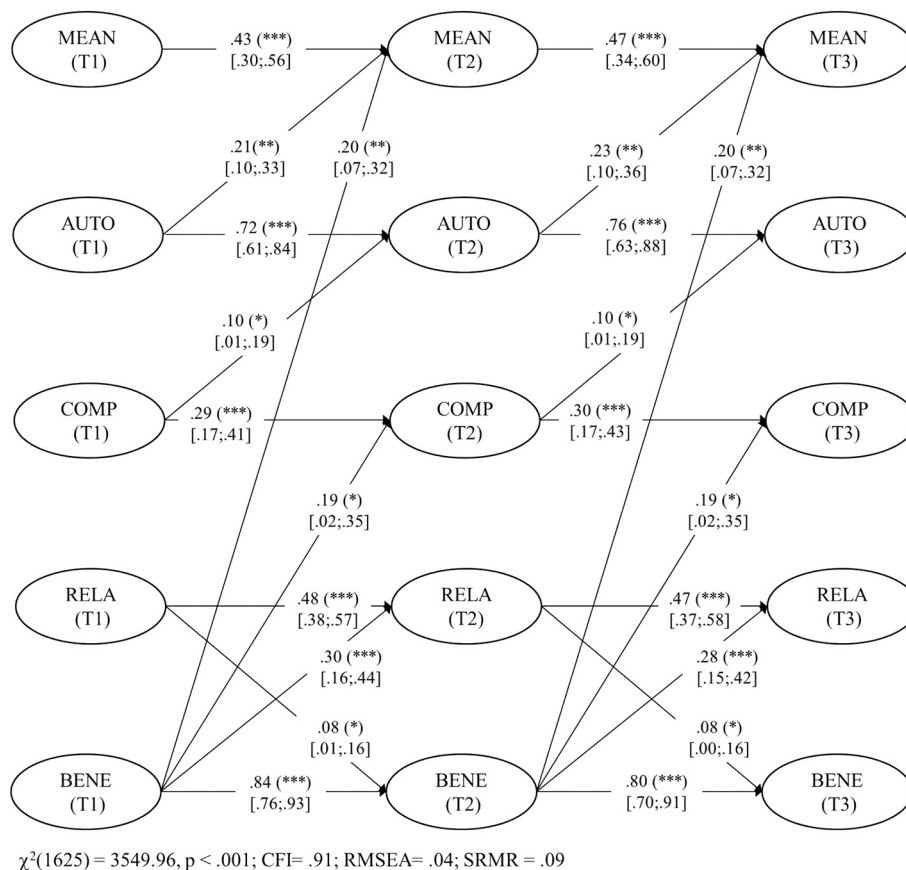 MEAN
(T1)
.43 (***)
[.30;.56]
MEAN
(T2)
.47 (***)
[.34;.60]
MEAN
(T3)
.21(**)
[.10;.33]
.20 (**)
[.07;.32]
.23 (**)
[.10;.36]
.20 (**)
[.07;.32]
AUTO
(T1)
.72 (***)
[.61;.84]
AUTO
(T2)
.76 (***)
[.63;.88]
AUTO
(T3)
.10 (*)
[.01;.19]
.10 (*)
[.01;.19]
COMP
(T1)
.29 (***)
[.17;.41]
COMP
(T2)
.30 (***)
[.17;.43]
COMP
(T3)
.19 (*)
[.02;.35]
.19 (*)
[.02;.35]
RELA
(T1)
.48 (***)
[.38;.57]
RELA
(T2)
.47 (***)
[.37;.58]
RELA
(T3)
.30 (***)
[.16;.44]
.28 (***)
[.15;.42]
.08 (*)
[.01;.16]
.08 (*)
[.00;.16]
BENE
(T1)
.84 (***)
[.76;.93]
BENE
(T2)
.80 (***)
[.70;.91]
BENE
(T3)
χ²(1625) = 3549.96, p < .001; CFI= .91; RMSEA= .04; SRMR = .09